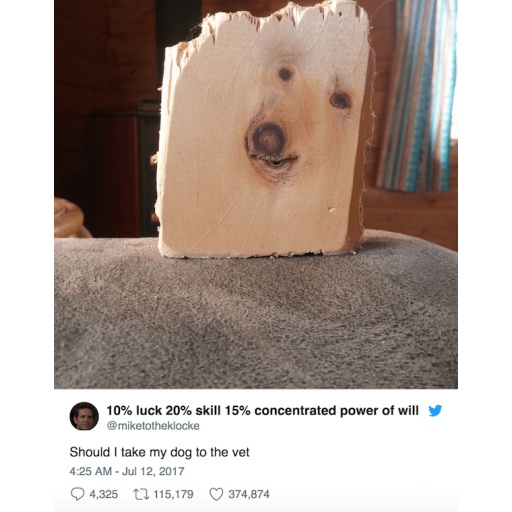 10% luck 20% skill 15% concentrated power of will
@miketotheklocke
Should I take my dog to the vet
4:25 AM - Jul 12, 2017
4,325 115,179 374,874